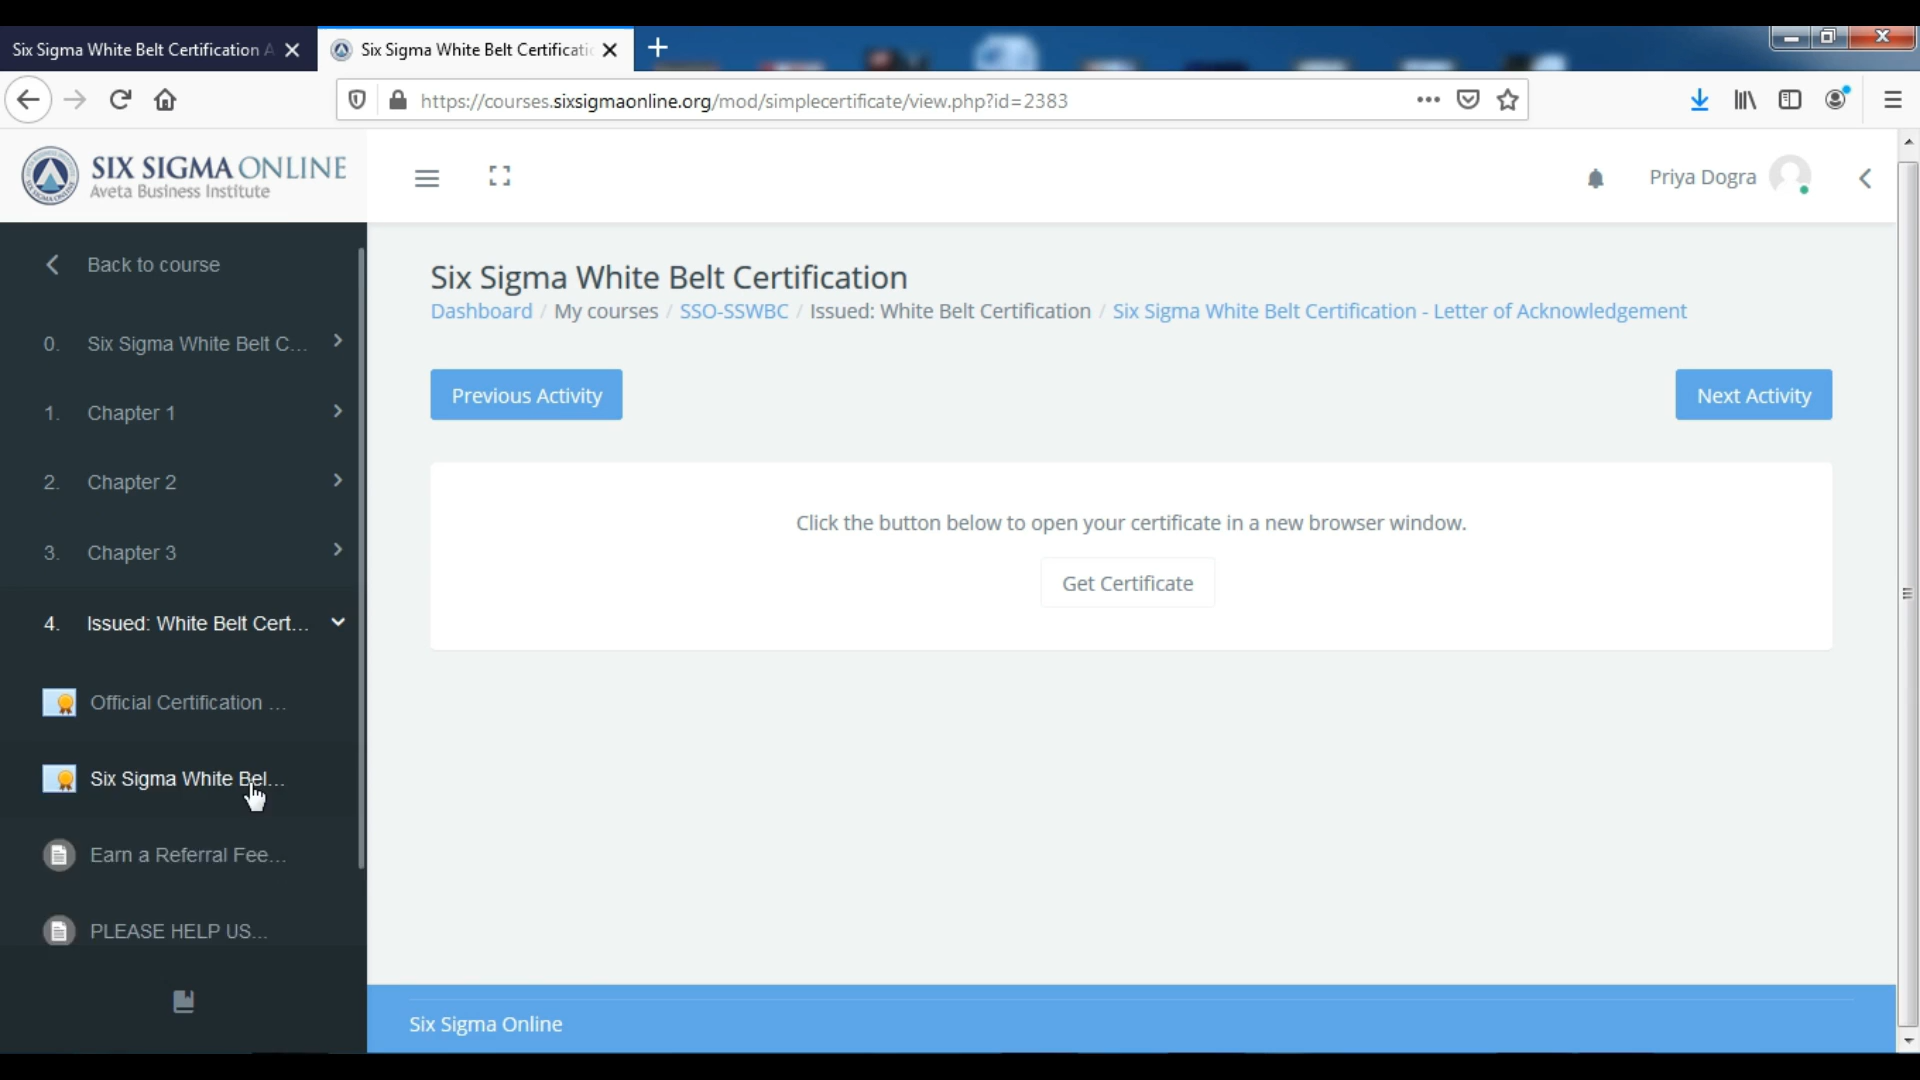 Six Sigma White Belt Certification A
Six Sigma White Belt Certificatio
https://courses.sixsigmaonline.org/mod/simplecertificate/view.php?id=2383
SIX SIGMA ONLINE
Aveta Business Institute
Priya Dogra
Back to course
Six Sigma White Belt Certification
Dashboard / My courses / SSO-SSWBC / Issued: White Belt Certification / Six Sigma White Belt Certification - Letter of Acknowledgement
0. Six Sigma White Belt C...
Previous Activity
Next Activity
1. Chapter 1
2. Chapter 2
Click the button below to open your certificate in a new browser window.
3. Chapter 3
Get Certificate
4. Issued: White Belt Cert...
Official Certification ...
Six Sigma White Bel...
Earn a Referral Fee...
PLEASE HELP US...
Six Sigma Online